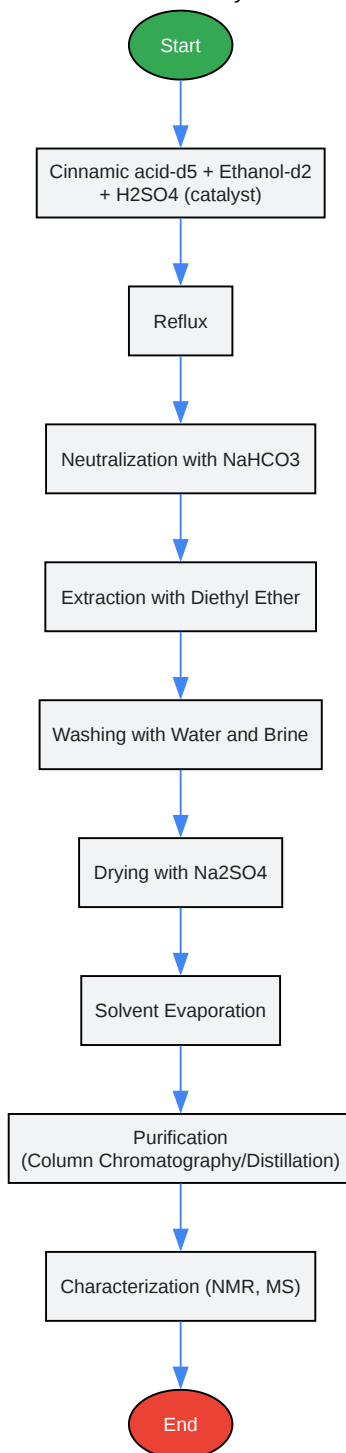 Start
Cinnamic acid-d5 + Ethanol-d2
+ H2SO4 (catalyst)
Reflux
Neutralization with NaHCO3
Extraction with Diethyl Ether
Washing with Water and Brine
Drying with Na2SO4
Solvent Evaporation
Purification
(Column Chromatography/Distillation)
Characterization (NMR, MS)
End